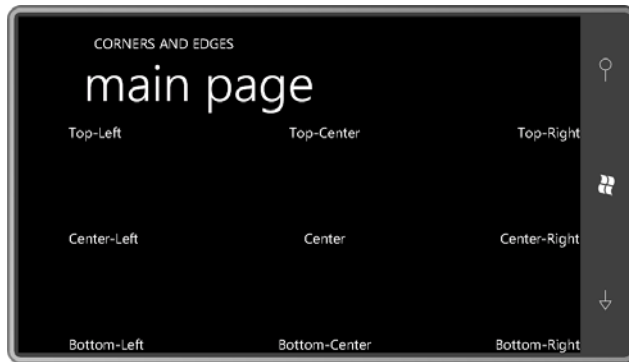 CORNERS AND EDGES
main page
Top-Left Top-Center Top-Right
Center-Left Center Center-Right
Bottom-Left Bottom-Center Bottom-Right